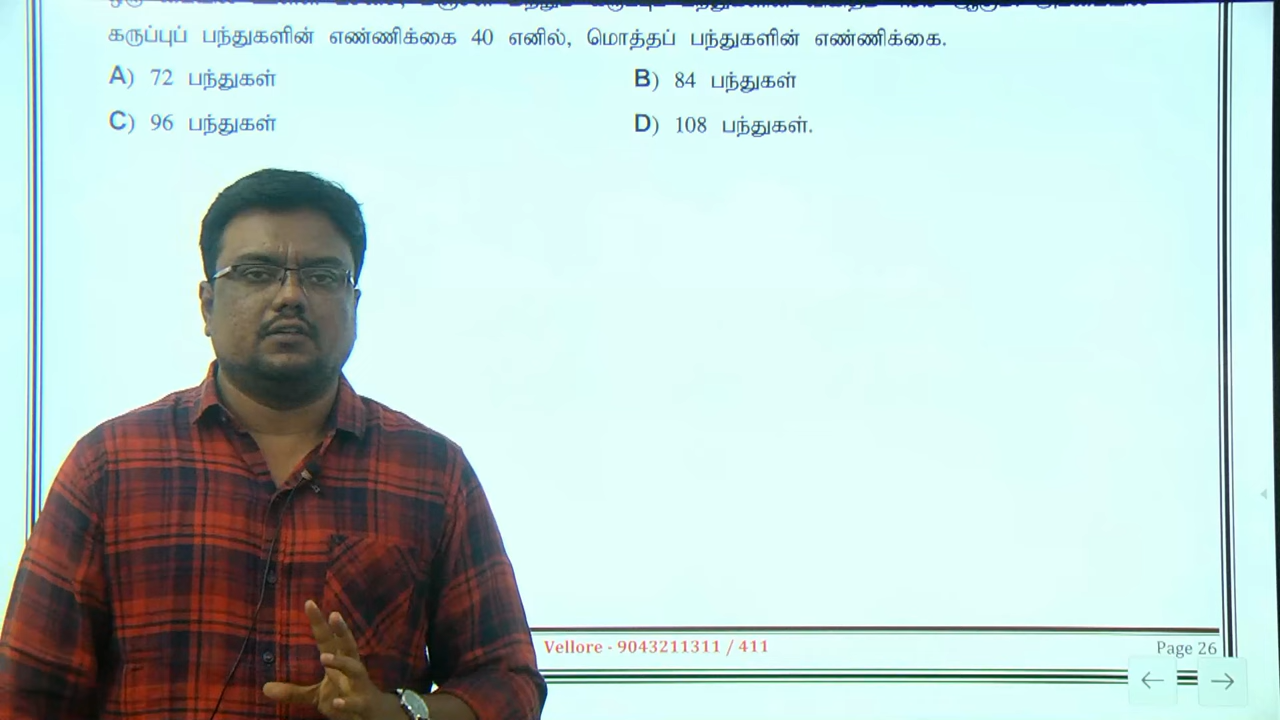 கருப்புப் பந்துகளின் எண்ணிக்கை 40 எனில், மொத்தப் பந்துகளின் எண்ணிக்கை.
A) 72 பந்துகள்
B) 84 பந்துகள்
C) 96 பந்துகள்
D) 108 பந்துகள்.
Vellore - 9043211311 / 411
Page 26